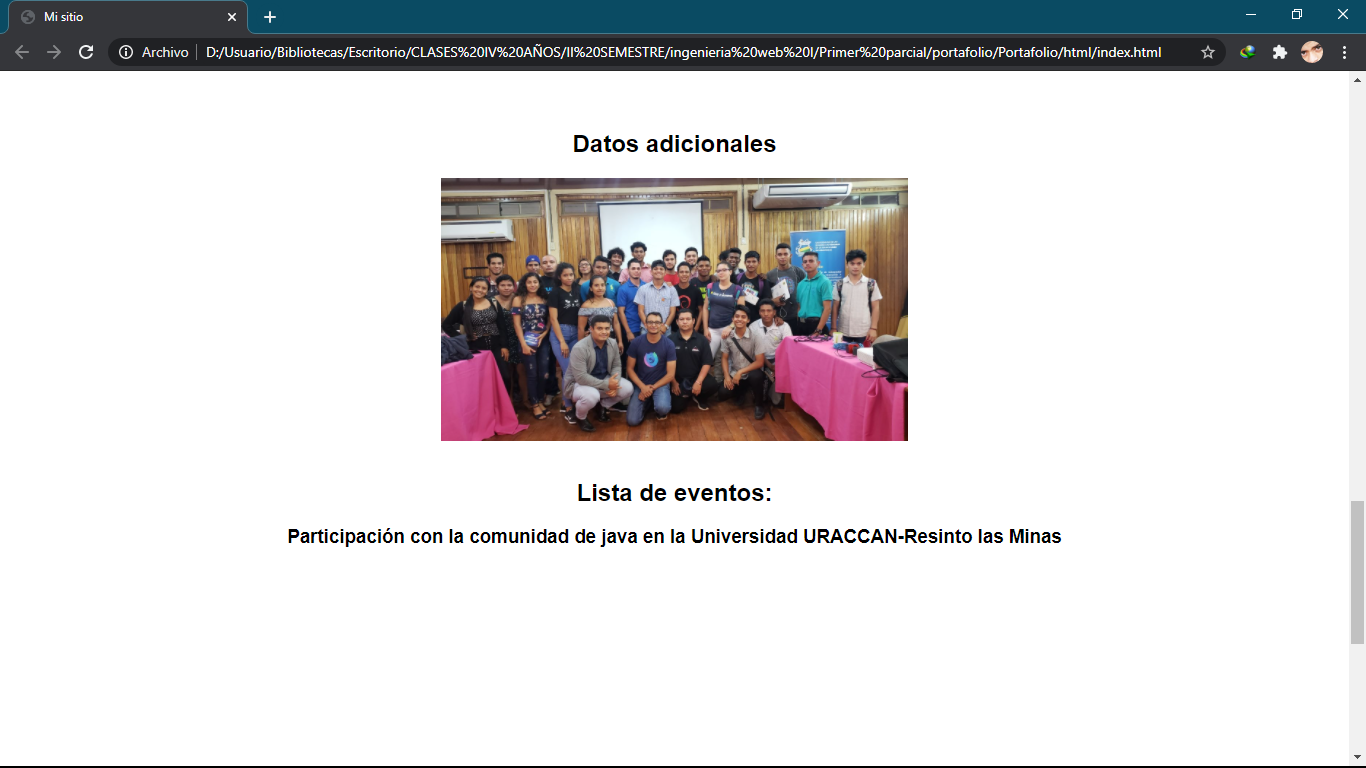 Mi sitio
Archivo
D:/Usuario/Bibliotecas/Escritorio/CLASES%20IV%20AÑOS/II%20SEMESTRE/ingenieria%20web%20I/Primer%20parcial/portafolio/Portafolio/html/index.html
Datos adicionales
Lista de eventos:
Participación con la comunidad de java en la Universidad URACCAN-Resinto las Minas